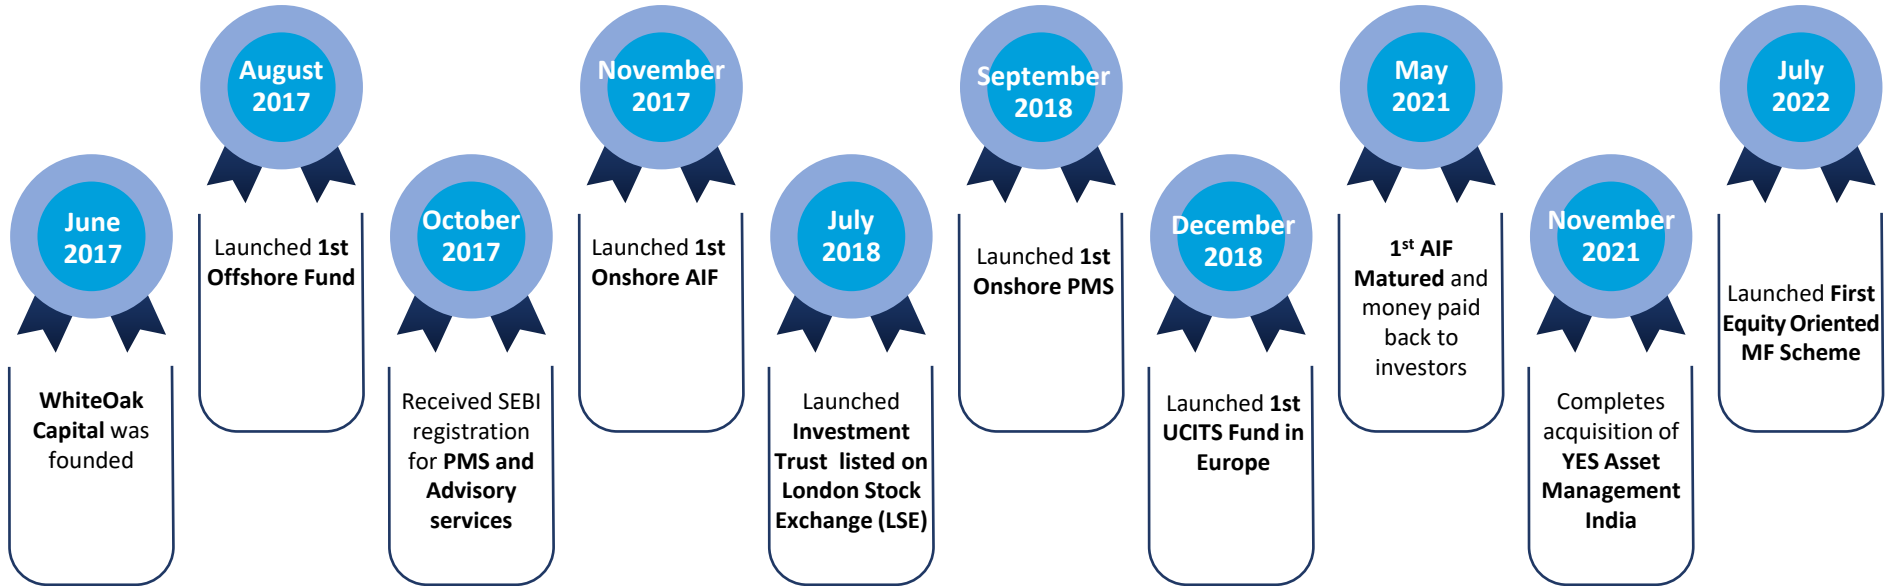 June
2017
WhiteOak
Capital was
founded
August
2017
Launched 1st
Offshore Fund
October
2017
Received SEBI
registration
for PMS and
Advisory
services
November
2017
Launched 1st
Onshore AIF
July
2018
Launched
Investment
Trust listed on
London Stock
Exchange (LSE)
September
2018
Launched 1st
Onshore PMS
December
2018
Launched 1st
UCITS Fund in
Europe
May
2021
1st AIF
Matured and
money paid
back to
investors
November
2021
Completes
acquisition of
YES Asset
Management
India
July
2022
Launched First
Equity Oriented
MF Scheme